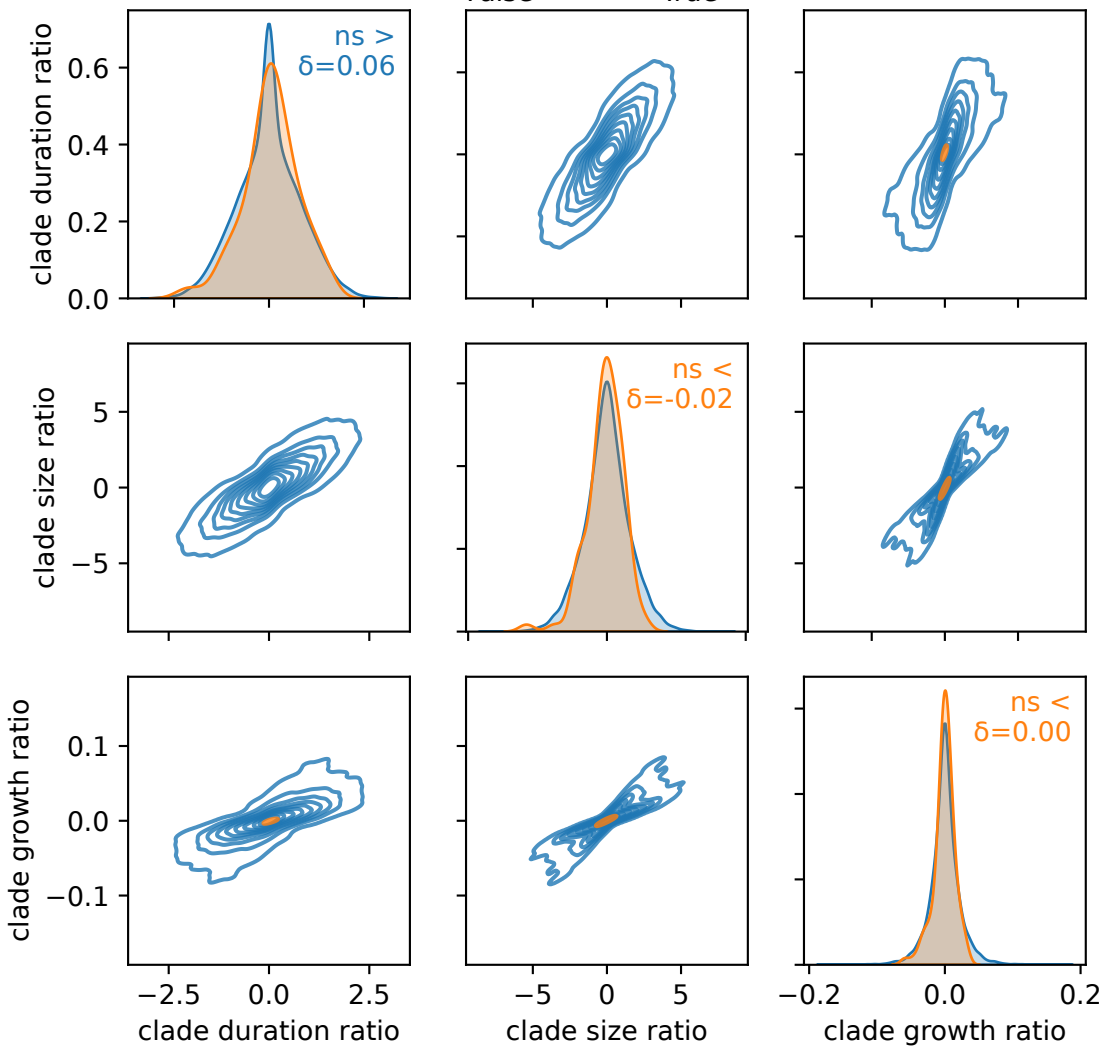 clade duration ratio
0.6
0.4
0.2
0.0
ns >
δ=0.06
clade size ratio
5
0
−5
ns <
δ=-0.02
clade growth ratio
0.1
0.0
−0.1
ns <
δ=0.00
−2.5 0.0 2.5
−5 0 5
−0.2 0.0 0.2
clade duration ratio
clade size ratio
clade growth ratio